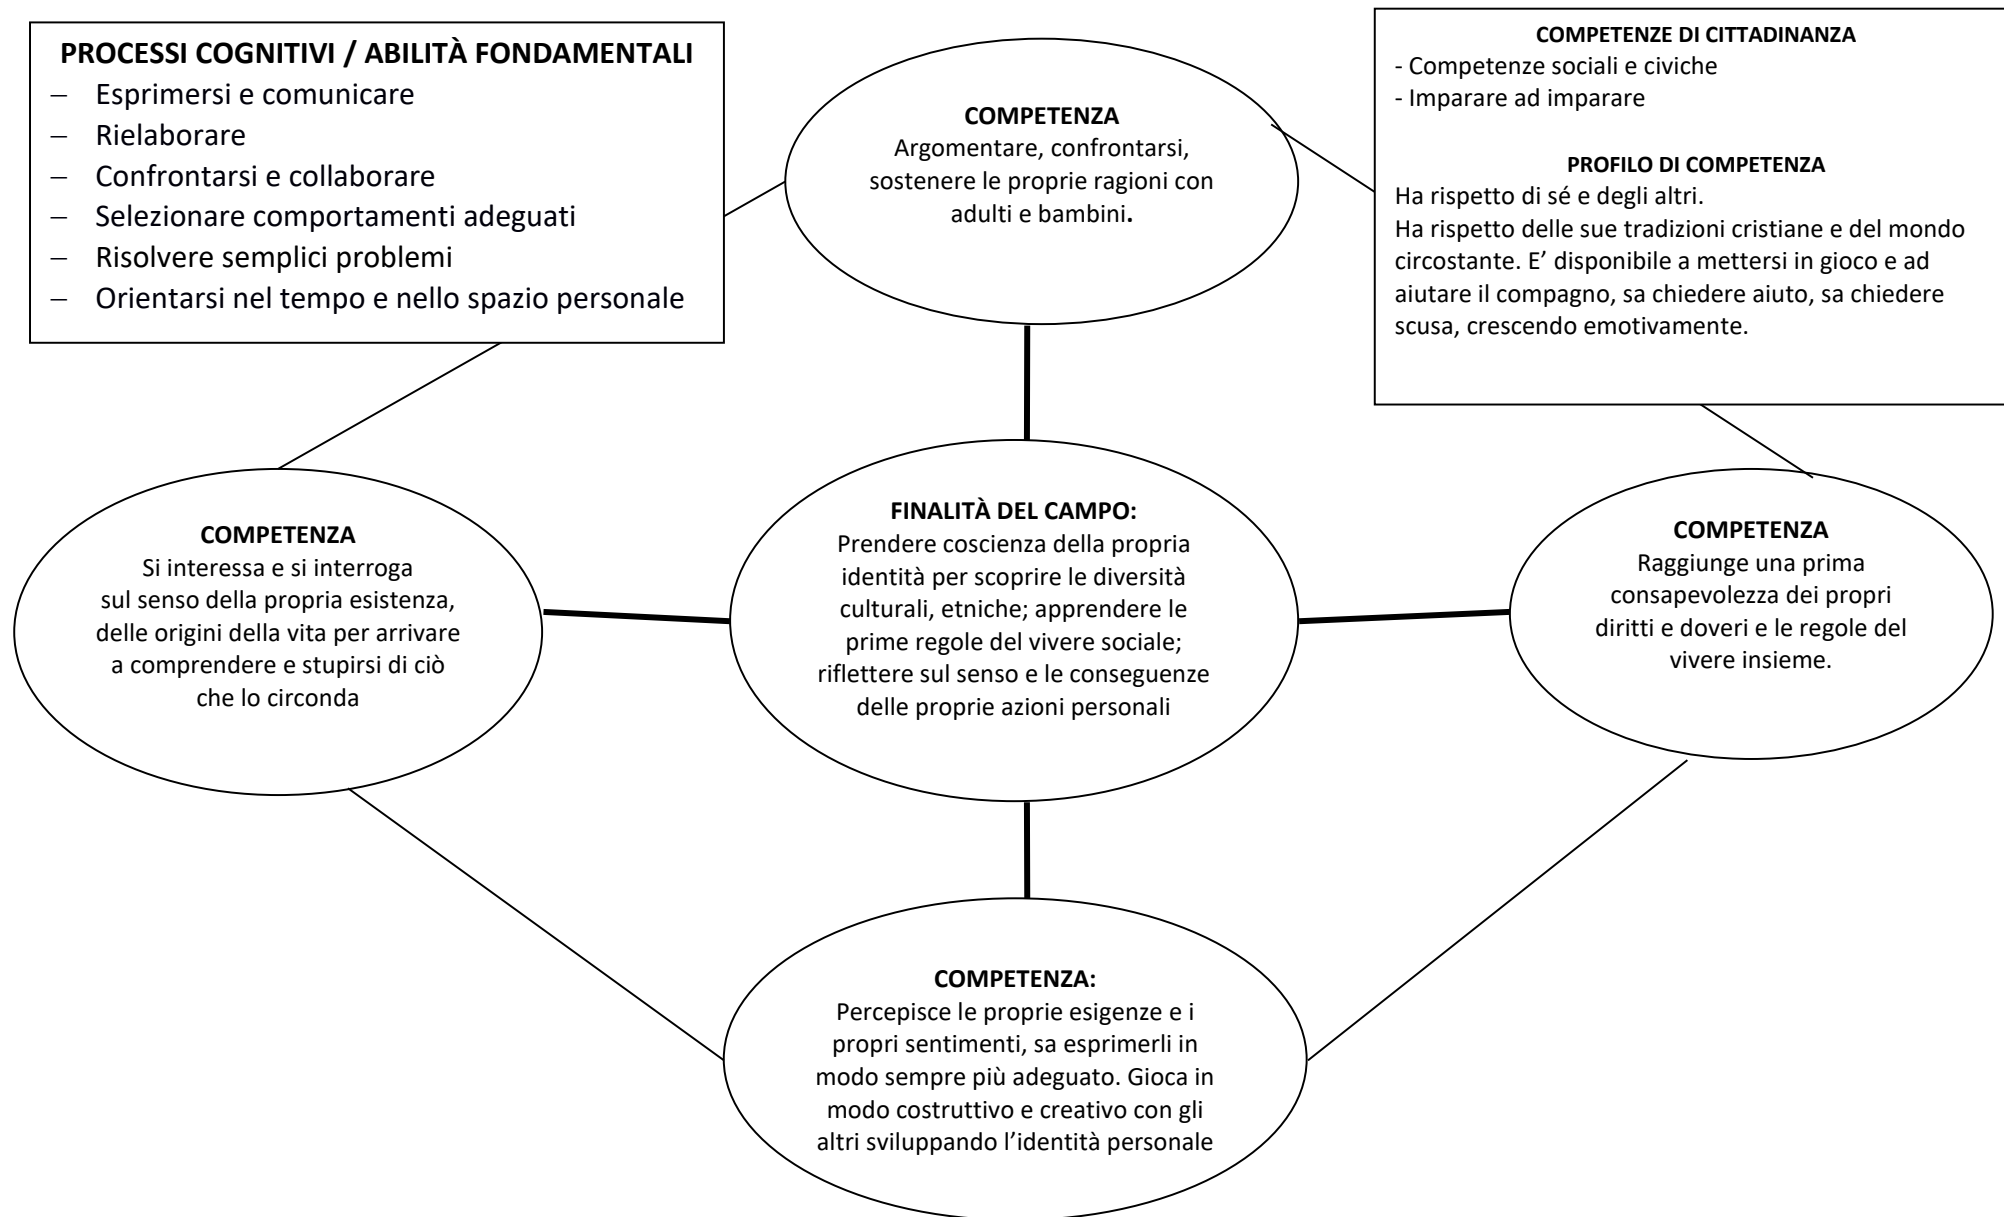 PROCESSI COGNITIVI / ABILITÀ FONDAMENTALI
– Esprimersi e comunicare
– Rielaborare
– Confrontarsi e collaborare
– Selezionare comportamenti adeguati
– Risolvere semplici problemi
– Orientarsi nel tempo e nello spazio personale
COMPETENZA
Argomentare, confrontarsi,
sostenere le proprie ragioni con
adulti e bambini.
COMPETENZE DI CITTADINANZA
- Competenze sociali e civiche
- Imparare ad imparare
PROFILO DI COMPETENZA
Ha rispetto di sé e degli altri.
Ha rispetto delle sue tradizioni cristiane e del mondo
circostante. E’ disponibile a mettersi in gioco e ad
aiutare il compagno, sa chiedere aiuto, sa chiedere
scusa, crescendo emotivamente.
COMPETENZA
Si interessa e si interroga
sul senso della propria esistenza,
delle origini della vita per arrivare
a comprendere e stupirsi di ciò
che lo circonda
FINALITÀ DEL CAMPO:
Prendere coscienza della propria
identità per scoprire le diversità
culturali, etniche; apprendere le
prime regole del vivere sociale;
riflettere sul senso e le conseguenze
delle proprie azioni personali
COMPETENZA
Raggiunge una prima
consapevolezza dei propri
diritti e doveri e le regole del
vivere insieme.
COMPETENZA:
Percepisce le proprie esigenze e i
propri sentimenti, sa esprimerli in
modo sempre più adeguato. Gioca in
modo costruttivo e creativo con gli
altri sviluppando l’identità personale